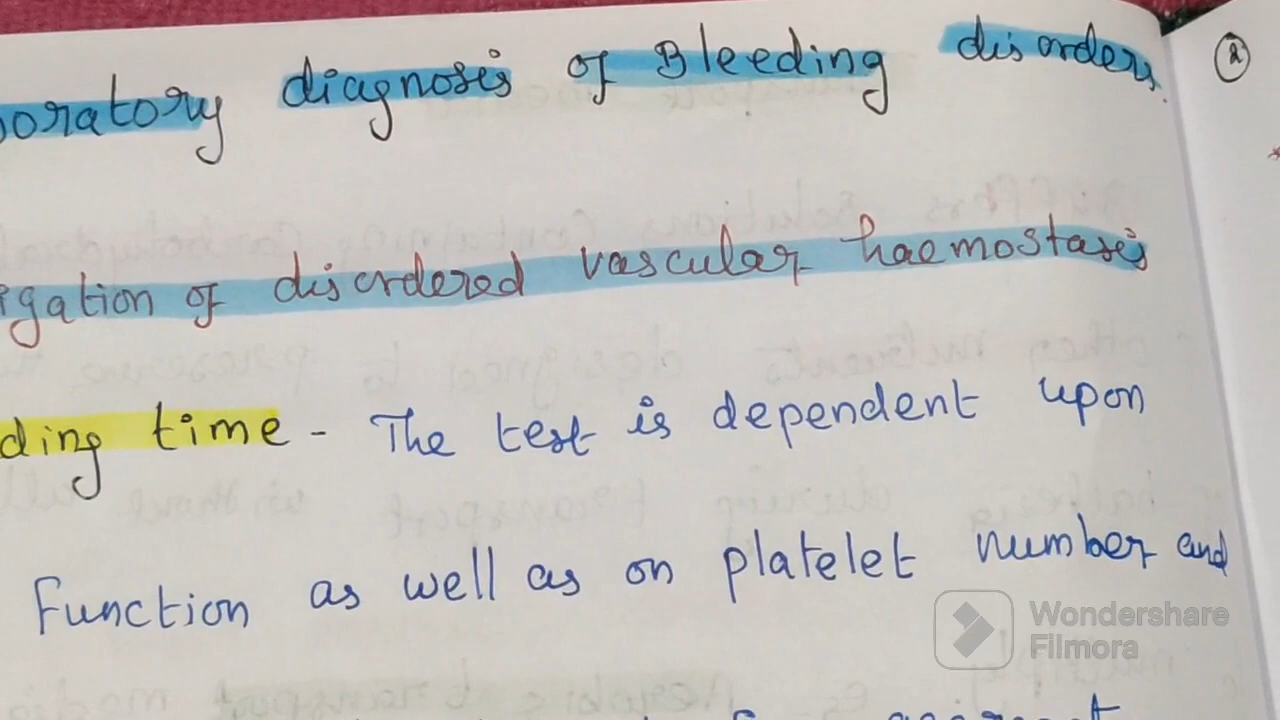 oratory diagnosis of Bleeding disorders. 2
igation of disordered vascular haemostasis
ding time - The test is dependent upon
Function as well as on platelet number and
Wondershare
Filmora